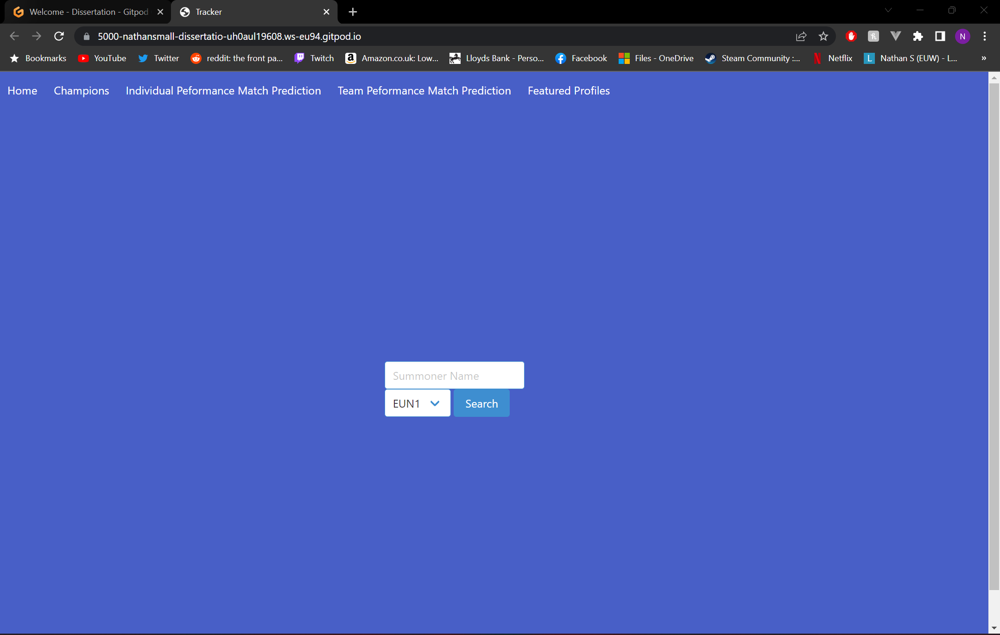 Welcome - Dissertation - Gitpod
Tracker
5000-nathansmall-dissertatio-uh0aul19608.ws-eu94.gitpod.io
N
Bookmarks YouTube Twitter reddit: the front pa... Twitch Amazon.co.uk: Low... Lloyds Bank - Perso... Facebook Files - OneDrive Steam Community :... Netflix L Nathan S (EUW) - L... »
Home Champions Individual Peformance Match Prediction Team Peformance Match Prediction Featured Profiles
Summoner Name
EUN1 Search